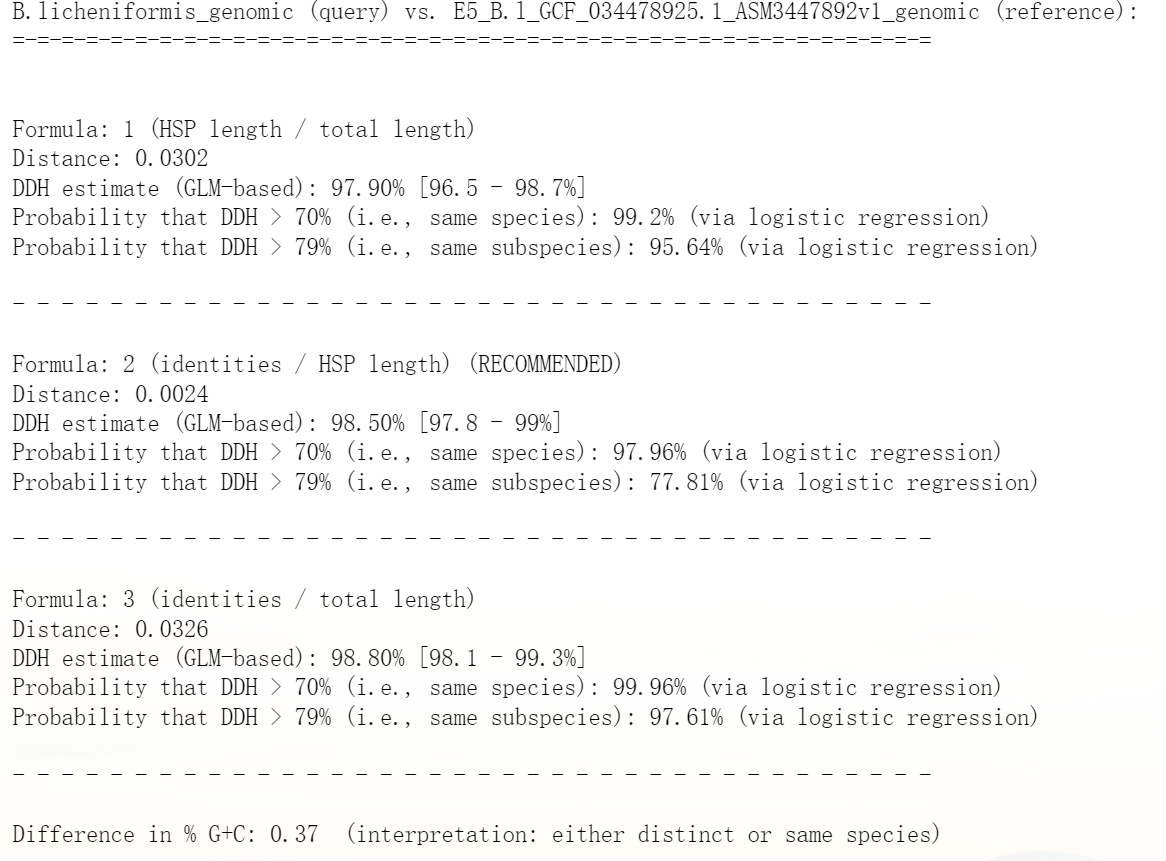 B.licheniformis_genomic (query) vs. E5_B.l_GCF_034478925.1_ASM3447892v1_genomic (reference):
=-=-=-=-=-=-=-=-=-=-=-=-=-=-=-=-=-=-=-=-=-=-=-=-=-=-=-=-=-=-=-=-=-=-=-=-=-=
Formula: 1 (HSP length / total length)
Distance: 0.0302
DDH estimate (GLM-based): 97.90% [96.5 - 98.7%]
Probability that DDH > 70% (i.e., same species): 99.2% (via logistic regression)
Probability that DDH > 79% (i.e., same subspecies): 95.64% (via logistic regression)
- - - - - - - - - - - - - - - - - - - - - - - - - - - - - - - - - - - - - -
Formula: 2 (identities / HSP length) (RECOMMENDED)
Distance: 0.0024
DDH estimate (GLM-based): 98.50% [97.8 - 99%]
Probability that DDH > 70% (i.e., same species): 97.96% (via logistic regression)
Probability that DDH > 79% (i.e., same subspecies): 77.81% (via logistic regression)
- - - - - - - - - - - - - - - - - - - - - - - - - - - - - - - - - - - - - -
Formula: 3 (identities / total length)
Distance: 0.0326
DDH estimate (GLM-based): 98.80% [98.1 - 99.3%]
Probability that DDH > 70% (i.e., same species): 99.96% (via logistic regression)
Probability that DDH > 79% (i.e., same subspecies): 97.61% (via logistic regression)
- - - - - - - - - - - - - - - - - - - - - - - - - - - - - - - - - - - - - -
Difference in % G+C: 0.37  (interpretation: either distinct or same species)